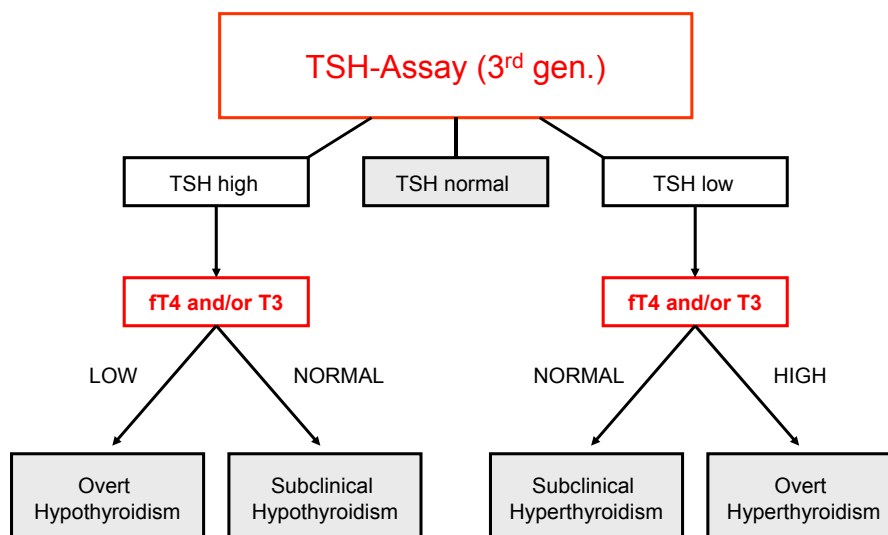 TSH-Assay (3rd gen.)
TSH high
TSH normal
TSH low
fT4 and/or T3
fT4 and/or T3
LOW
NORMAL
NORMAL
HIGH
Overt
Hypothyroidism
Subclinical
Hypothyroidism
Subclinical
Hyperthyroidism
Overt
Hyperthyroidism